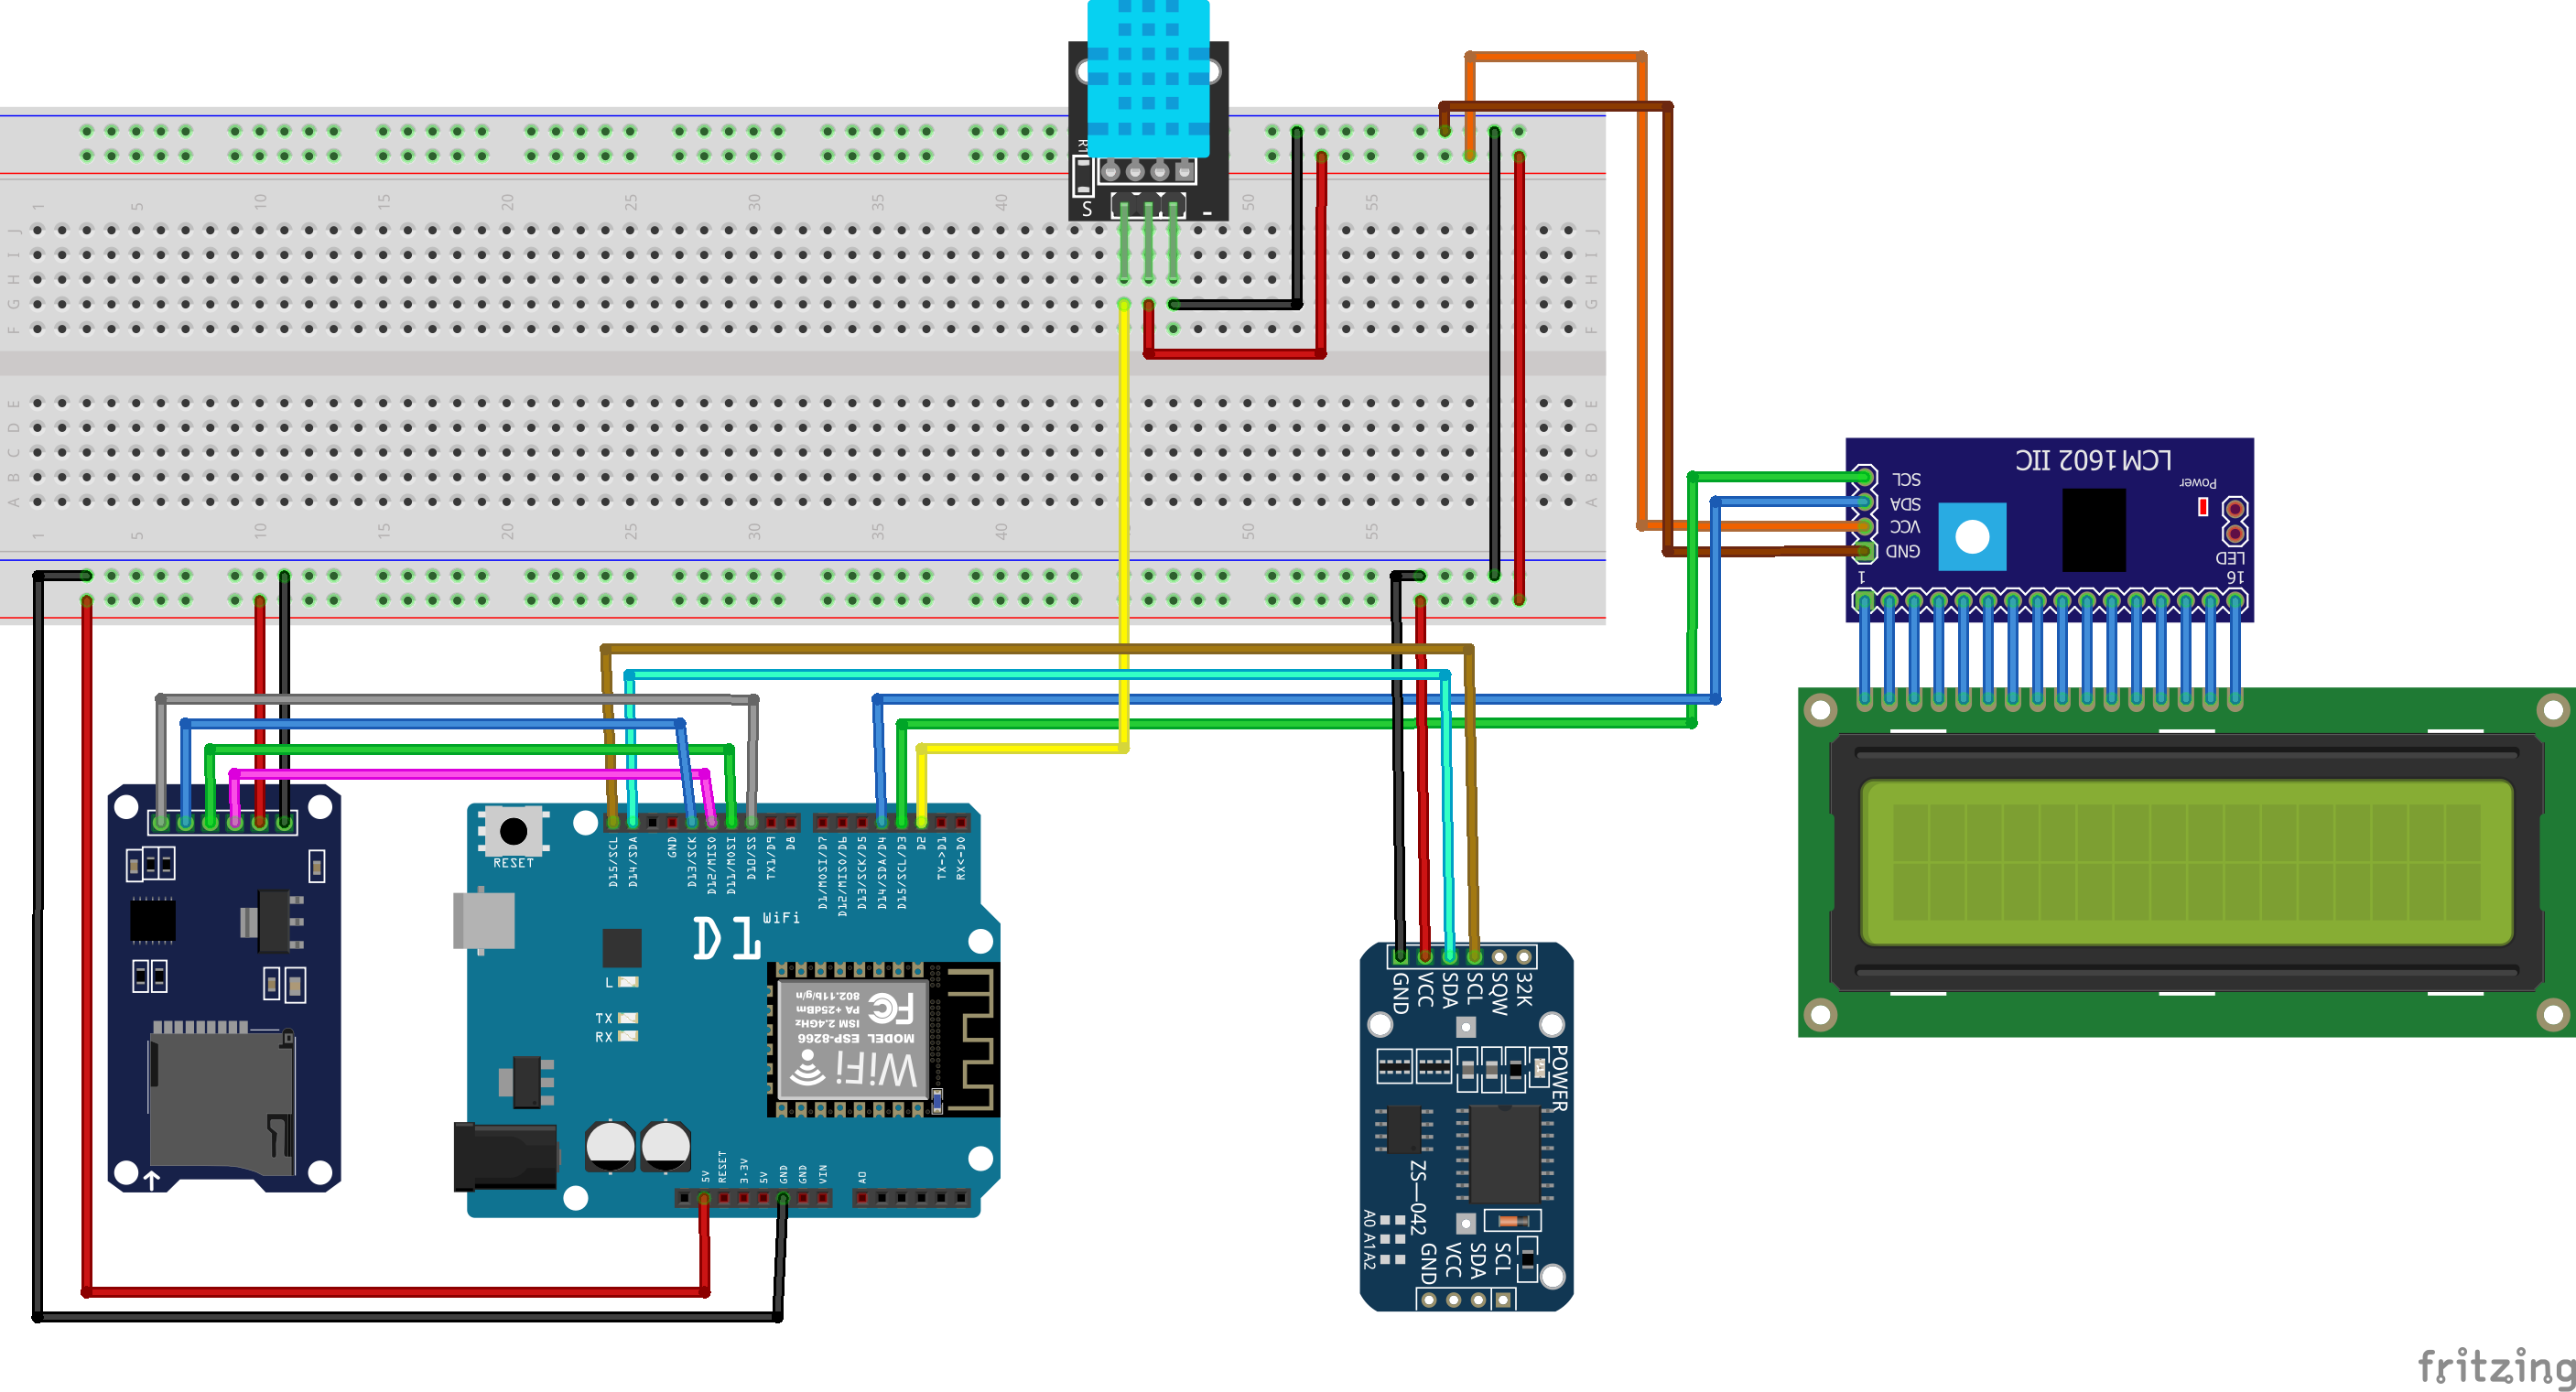 R1
S
-
1 5 10 15 20 25 30 35 40 50 55
J J
I I
H H
G G
F F
E E
D D
C C
B B
A A
1 5 10 15 20 25 30 35 40 50 55
LCM1602 IIC
SCL
SDA
VCC
GND
Power
LED
1
16
RESET
D15/SCL
D14/SDA
GND
D13/SCK
D12/MISO
D11/MOSI
D10/SS
TX1/D9
D8
D1/MOSI/D7
D12/MISO/D6
D13/SCK/D5
D14/SDA/D4
D15/SCL/D3
D2
TX->D1
RX<-D0
D1 WiFi
L
TX
RX
WiFi
MODEL ESP-8266
ISM 2.4GHz
PA +25dBm
802.11b/g/n
FC
5V
RESET
3.3V
5V
GND
GND
VIN
A0
GND
VCC
SDA
SCL
SQW
32K
POWER
ZS-042
A0 A1 A2
GND
VCC
SDA
SCL
fritzing